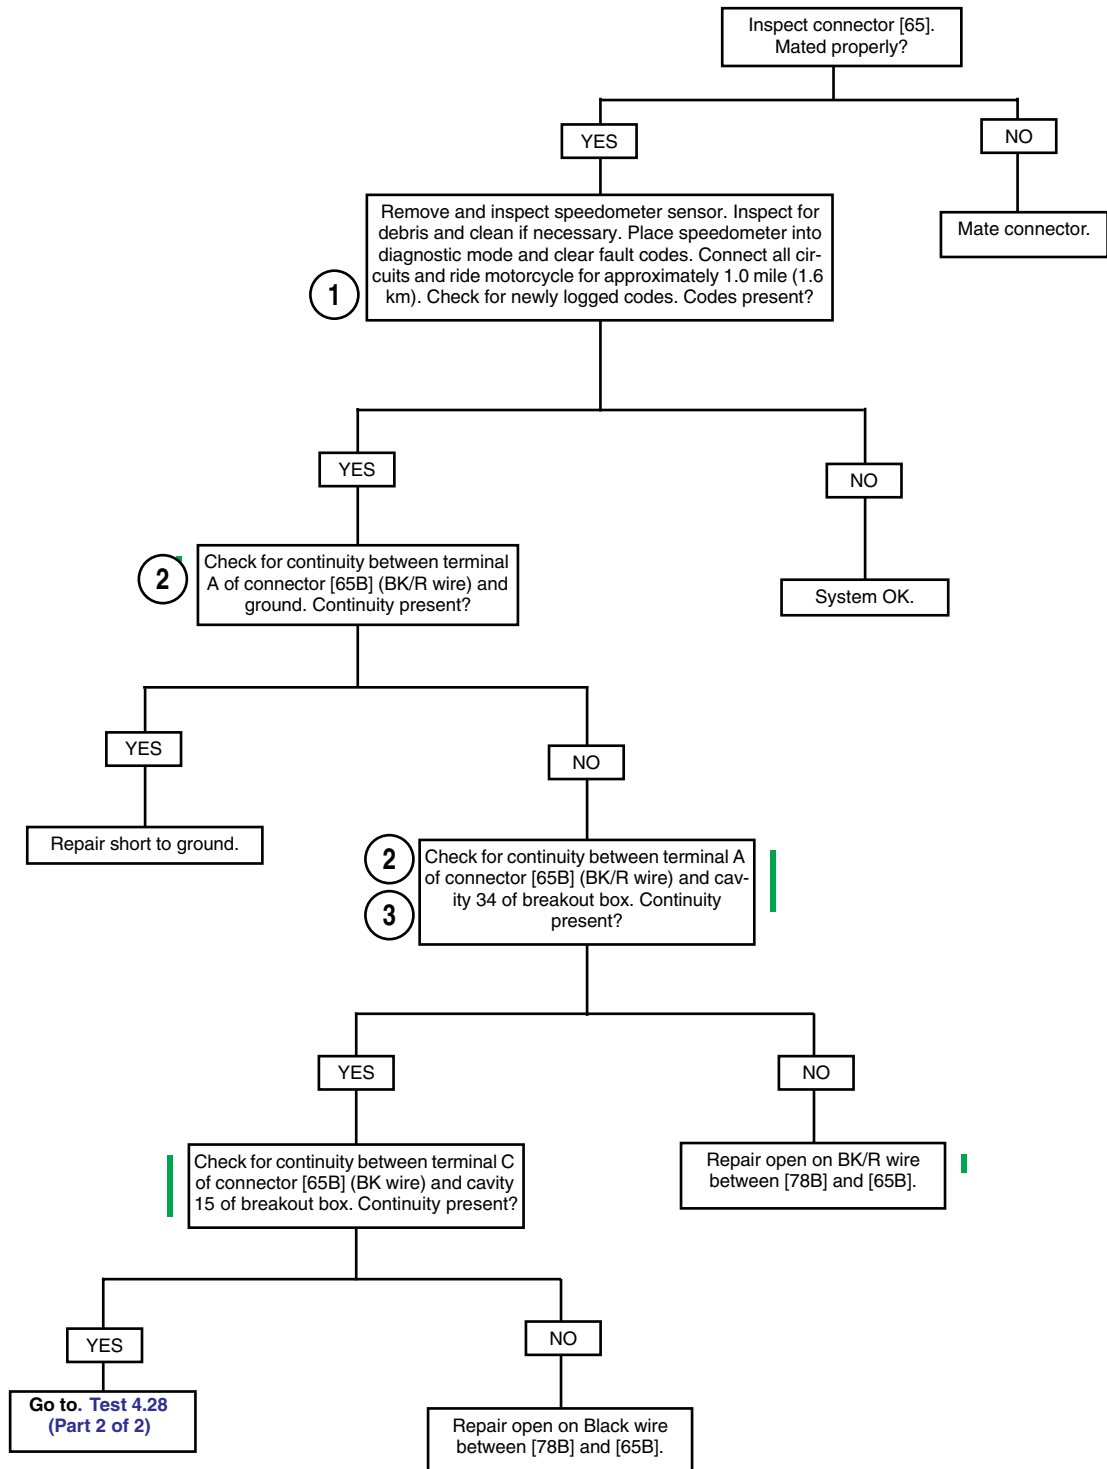 Inspect connector [65].
Mated properly?
YES
NO
Remove and inspect speedometer sensor. Inspect for
debris and clean if necessary. Place speedometer into
diagnostic mode and clear fault codes. Connect all cir-
cuits and ride motorcycle for approximately 1.0 mile (1.6
km). Check for newly logged codes. Codes present?
1
Mate connector.
YES
NO
2
Check for continuity between terminal
A of connector [65B] (BK/R wire) and
ground. Continuity present?
System OK.
YES
NO
Repair short to ground.
2
3
Check for continuity between terminal A
of connector [65B] (BK/R wire) and cav-
ity 34 of breakout box. Continuity
present?
YES
NO
Check for continuity between terminal C
of connector [65B] (BK wire) and cavity
15 of breakout box. Continuity present?
Repair open on BK/R wire
between [78B] and [65B].
YES
NO
Go to. Test 4.28
(Part 2 of 2)
Repair open on Black wire
between [78B] and [65B].